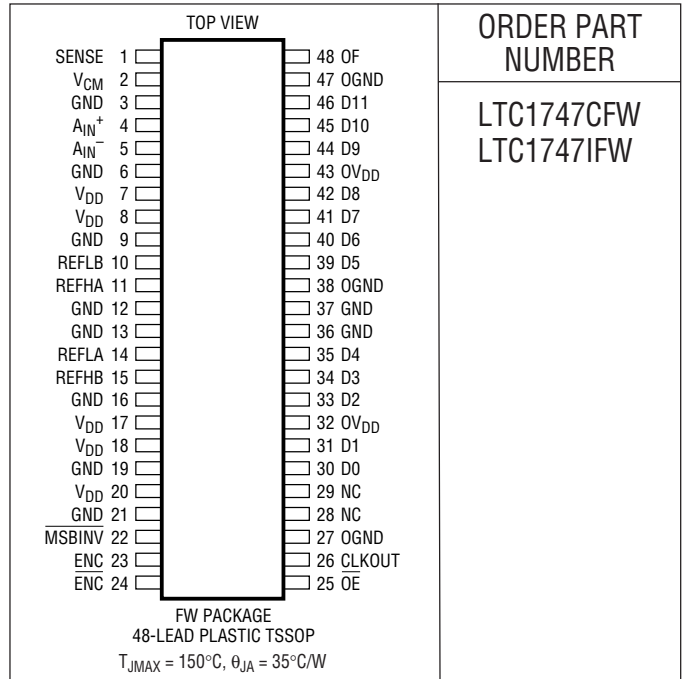 TOP VIEW
SENSE 1 48 OF
VCM 2 47 OGND
GND 3 46 D11
AIN+ 4 45 D10
AIN– 5 44 D9
GND 6 43 OVDD
VDD 7 42 D8
VDD 8 41 D7
GND 9 40 D6
REFLB 10 39 D5
REFHA 11 38 OGND
GND 12 37 GND
GND 13 36 GND
REFLA 14 35 D4
REFHB 15 34 D3
GND 16 33 D2
VDD 17 32 OVDD
VDD 18 31 D1
GND 19 30 D0
VDD 20 29 NC
GND 21 28 NC
MSBINV 22 27 OGND
ENC 23 26 CLKOUT
ENC 24 25 OE
FW PACKAGE
48-LEAD PLASTIC TSSOP
TJMAX = 150°C, θJA = 35°C/W
ORDER PART
NUMBER
LTC1747CFW
LTC1747IFW